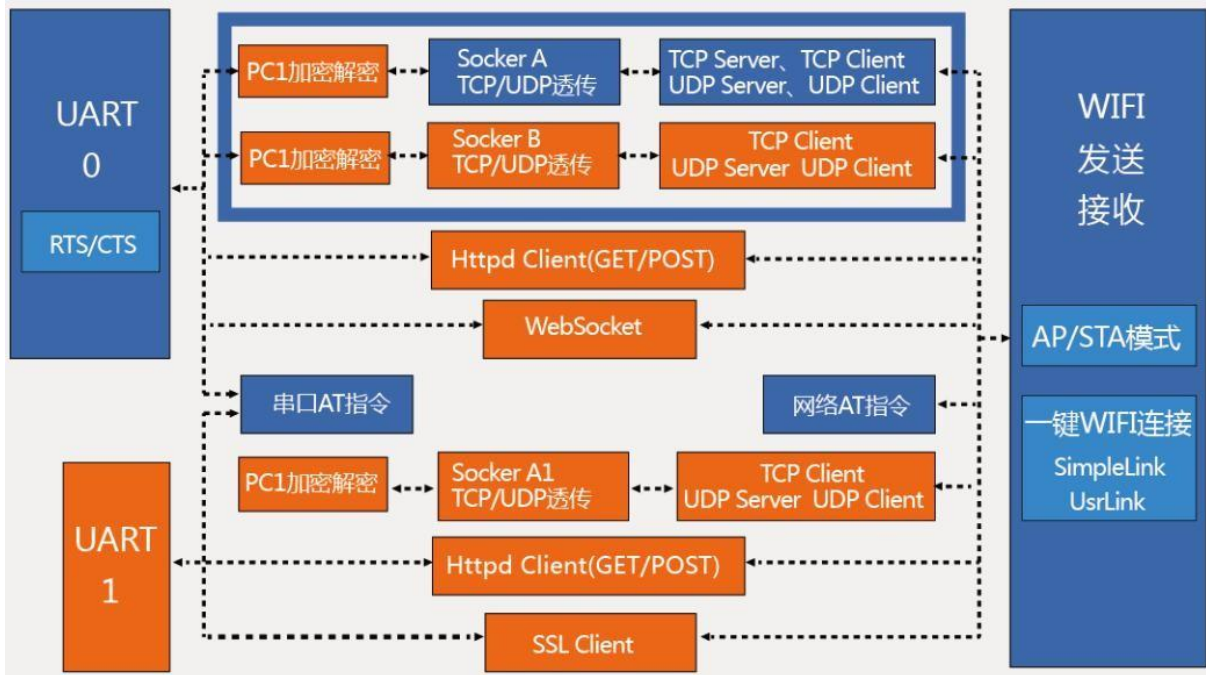 UART
0
RTS/CTS
PC1加密解密
Socker A
TCP/UDP透传
TCP Server、TCP Client
UDP Server、UDP Client
PC1加密解密
Socker B
TCP/UDP透传
TCP Client
UDP Server UDP Client
Httpd Client(GET/POST)
WebSocket
串口AT指令
网络AT指令
PC1加密解密
Socker A1
TCP/UDP透传
TCP Client
UDP Server UDP Client
UART
1
Httpd Client(GET/POST)
SSL Client
WIFI
发送
接收
AP/STA模式
一键WIFI连接
SimpleLink
UsrLink